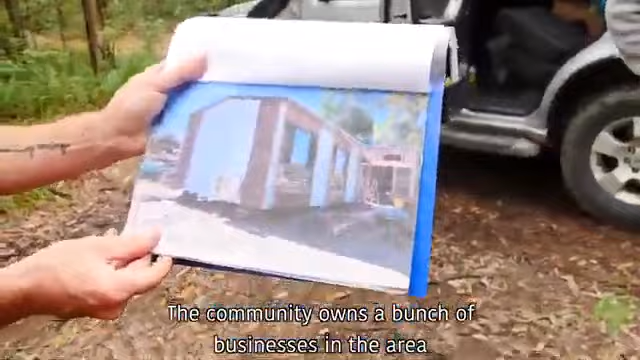 The community owns a bunch of
businesses in the area